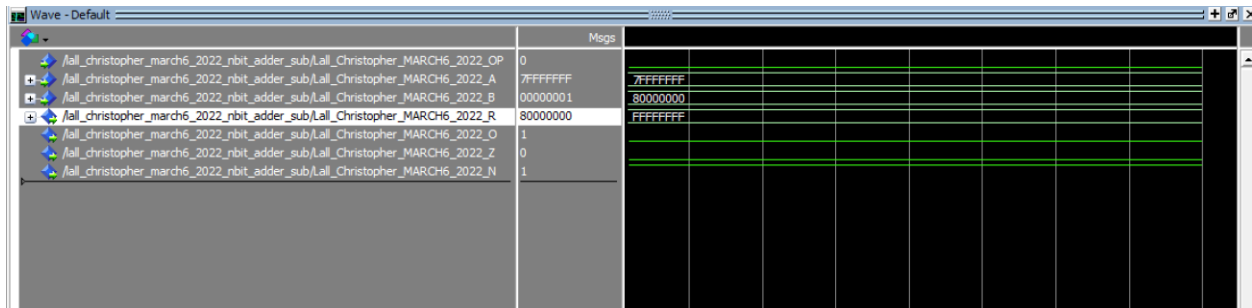 Wave - Default
Msgs
/lall_christopher_march6_2022_nbit_adder_sub/Lall_Christopher_MARCH6_2022_OP 0
/lall_christopher_march6_2022_nbit_adder_sub/Lall_Christopher_MARCH6_2022_A 7FFFFFFF 7FFFFFFF
/lall_christopher_march6_2022_nbit_adder_sub/Lall_Christopher_MARCH6_2022_B 00000001 80000000
/lall_christopher_march6_2022_nbit_adder_sub/Lall_Christopher_MARCH6_2022_R 80000000 FFFFFFFF
/lall_christopher_march6_2022_nbit_adder_sub/Lall_Christopher_MARCH6_2022_O 1
/lall_christopher_march6_2022_nbit_adder_sub/Lall_Christopher_MARCH6_2022_Z 0
/lall_christopher_march6_2022_nbit_adder_sub/Lall_Christopher_MARCH6_2022_N 1